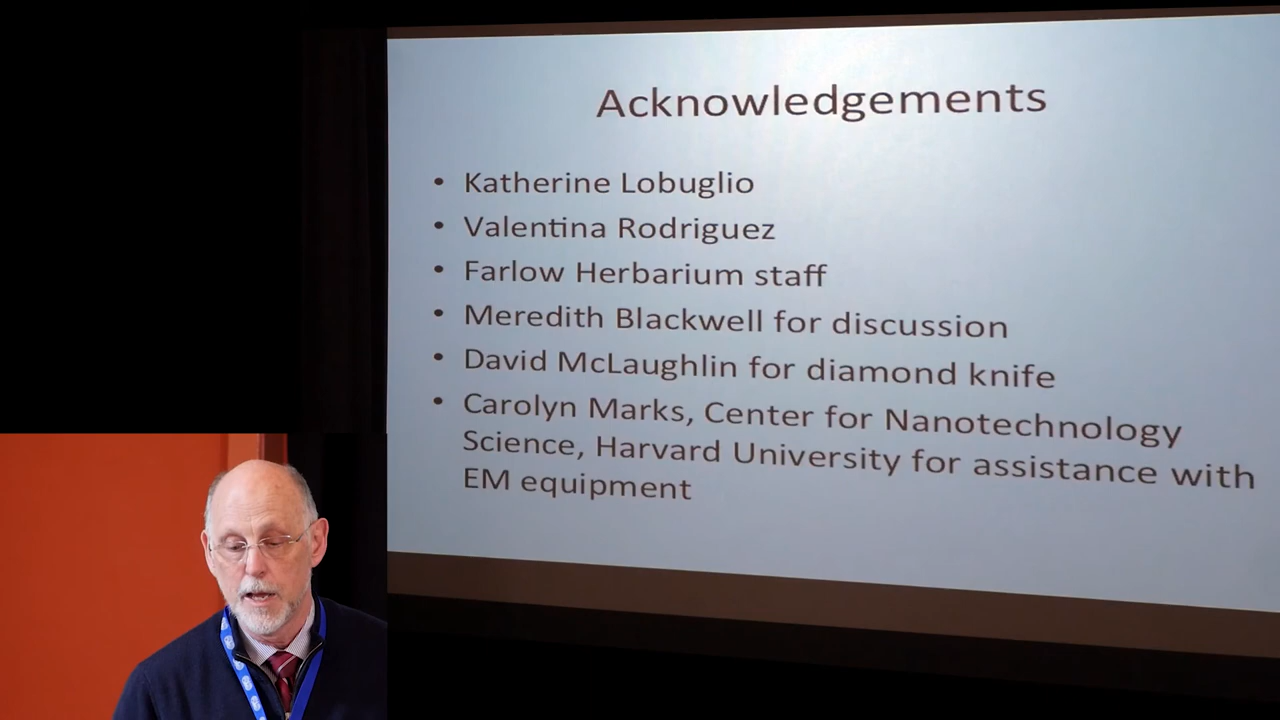 Acknowledgements
• Katherine Lobuglio
• Valentina Rodriguez
• Farlow Herbarium staff
• Meredith Blackwell for discussion
• David McLaughlin for diamond knife
• Carolyn Marks, Center for Nanotechnology
Science, Harvard University for assistance with
EM equipment